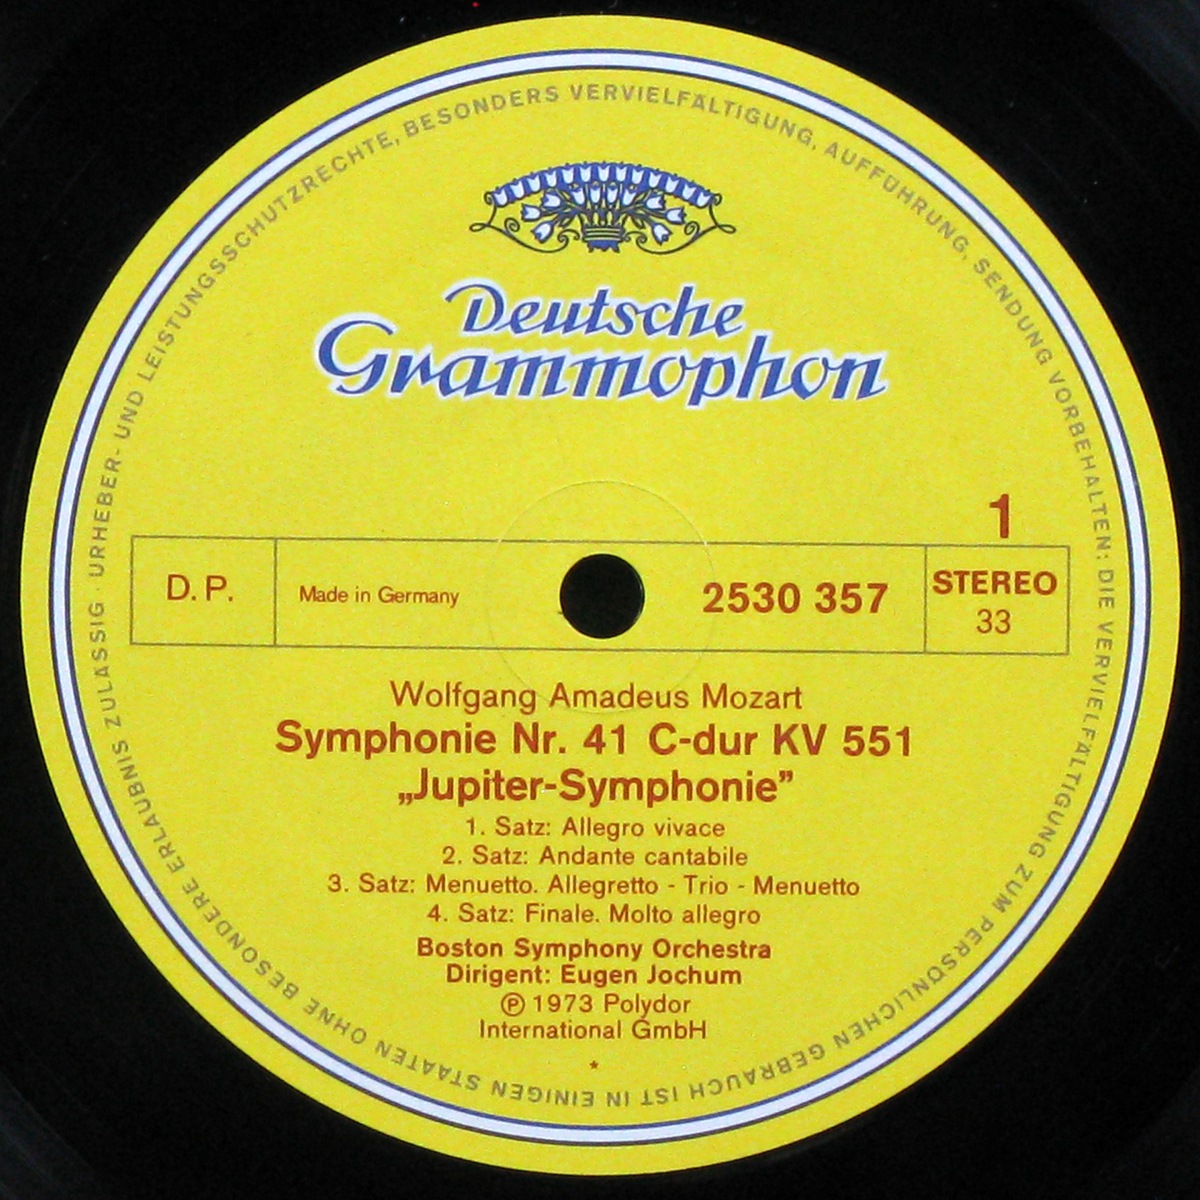 URHEBER- UND LEISTUNGSSCHUTZRECHTE, BESONDERS VERVIELFÄLTIGUNG, AUFFÜHRUNG, SENDUNG VORBEHALTEN: DIE VERVIELFÄLTIGUNG ZUM PERSÖNLICHEN GEBRAUCH IST IN EINIGEN STAATEN OHNE BESONDERE ERLAUBNIS ZULÄSSIG ·
Deutsche
Grammophon
1
D. P.
Made in Germany
2530 357
STEREO
33
Wolfgang Amadeus Mozart
Symphonie Nr. 41 C-dur KV 551
„Jupiter-Symphonie”
1. Satz: Allegro vivace
2. Satz: Andante cantabile
3. Satz: Menuetto. Allegretto - Trio - Menuetto
4. Satz: Finale. Molto allegro
Boston Symphony Orchestra
Dirigent: Eugen Jochum
℗ 1973 Polydor
International GmbH
*